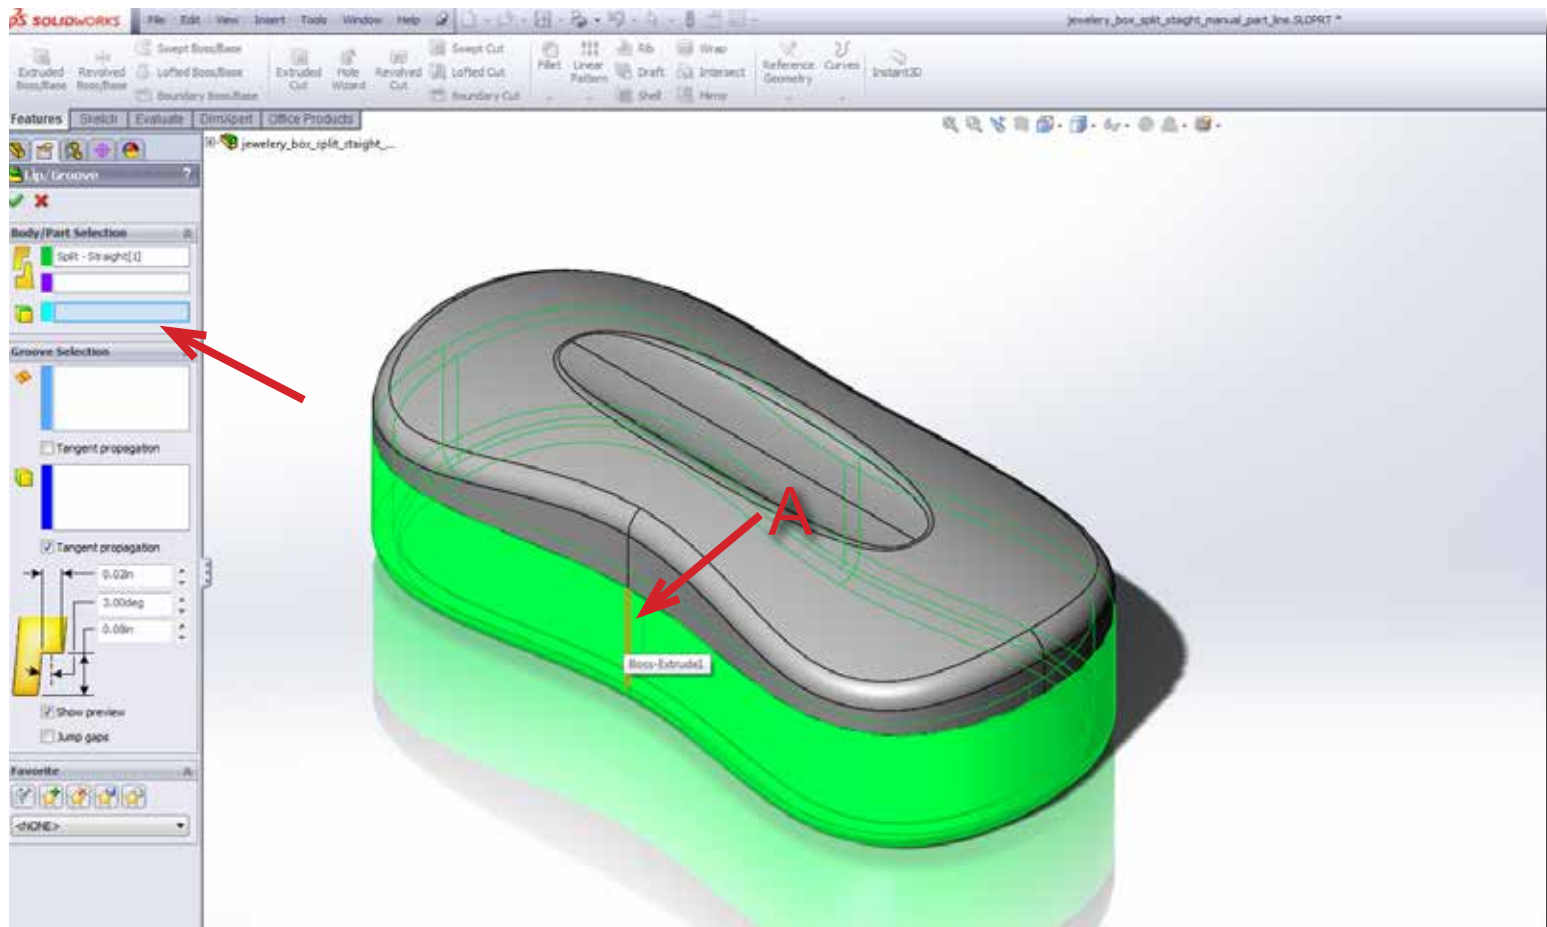 SOLIDWORKS File Edit View Insert Tools Window Help jewelery_box_split_staight_manual_part_line.SLDPRT *
Extruded Boss/Base
Revolved Boss/Base
Swept Boss/Base
Lofted Boss/Base
Boundary Boss/Base
Extruded Cut
Hole Wizard
Revolved Cut
Swept Cut
Lofted Cut
Boundary Cut
Fillet
Linear Pattern
Rib
Draft
Shell
Wrap
Intersect
Mirror
Reference Geometry
Curves
Instant3D
Features Sketch Evaluate DimXpert Office Products
jewelery_box_split_staight_...
Lip/Groove ?
Body/Part Selection
Split - Straight[1]
Groove Selection
Tangent propagation
Tangent propagation
0.02in
3.00deg
0.08in
Show preview
Jump gaps
Favorite
<NONE>
A
Boss-Extrude1